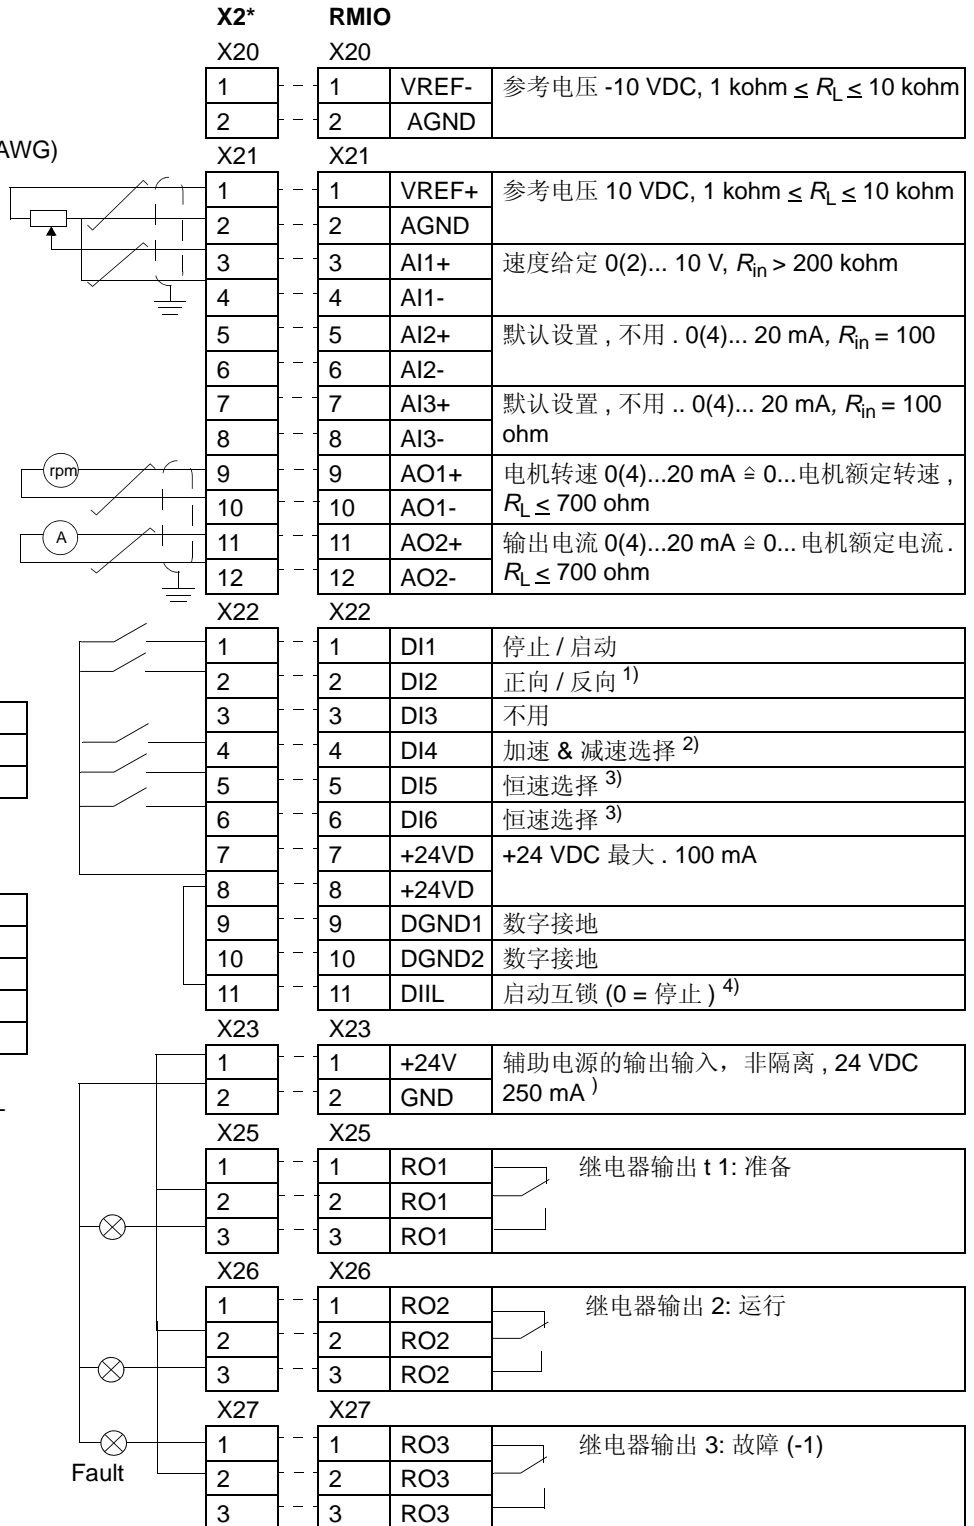 X2* RMIO
X20 X20
1 1 VREF- 参考电压 -10 VDC, 1 kohm ≤ RL ≤ 10 kohm
2 2 AGND
AWG)
X21 X21
1 1 VREF+ 参考电压 10 VDC, 1 kohm ≤ RL ≤ 10 kohm
2 2 AGND
3 3 AI1+ 速度给定 0(2)... 10 V, Rin > 200 kohm
4 4 AI1-
5 5 AI2+ 默认设置 , 不用 . 0(4)... 20 mA, Rin = 100
6 6 AI2-
7 7 AI3+ 默认设置 , 不用 .. 0(4)... 20 mA, Rin = 100
8 8 AI3- ohm
rpm 9 9 AO1+ 电机转速 0(4)...20 mA ≙ 0...电机额定转速 ,
10 10 AO1- RL ≤ 700 ohm
A 11 11 AO2+ 输出电流 0(4)...20 mA ≙ 0... 电机额定电流 .
12 12 AO2- RL ≤ 700 ohm
X22 X22
1 1 DI1 停止 / 启动
2 2 DI2 正向 / 反向 1)
3 3 DI3 不用
4 4 DI4 加速 & 减速选择 2)
5 5 DI5 恒速选择 3)
6 6 DI6 恒速选择 3)
7 7 +24VD +24 VDC 最大 . 100 mA
8 8 +24VD
9 9 DGND1 数字接地
10 10 DGND2 数字接地
11 11 DIIL 启动互锁 (0 = 停止 ) 4)
X23 X23
1 1 +24V 辅助电源的输出输入，非隔离 , 24 VDC
2 2 GND 250 mA )
X25 X25
1 1 RO1 继电器输出 t 1: 准备
2 2 RO1
3 3 RO1
X26 X26
1 1 RO2 继电器输出 2: 运行
2 2 RO2
3 3 RO2
X27 X27
1 1 RO3 继电器输出 3: 故障 (-1)
Fault 2 2 RO3
3 3 RO3